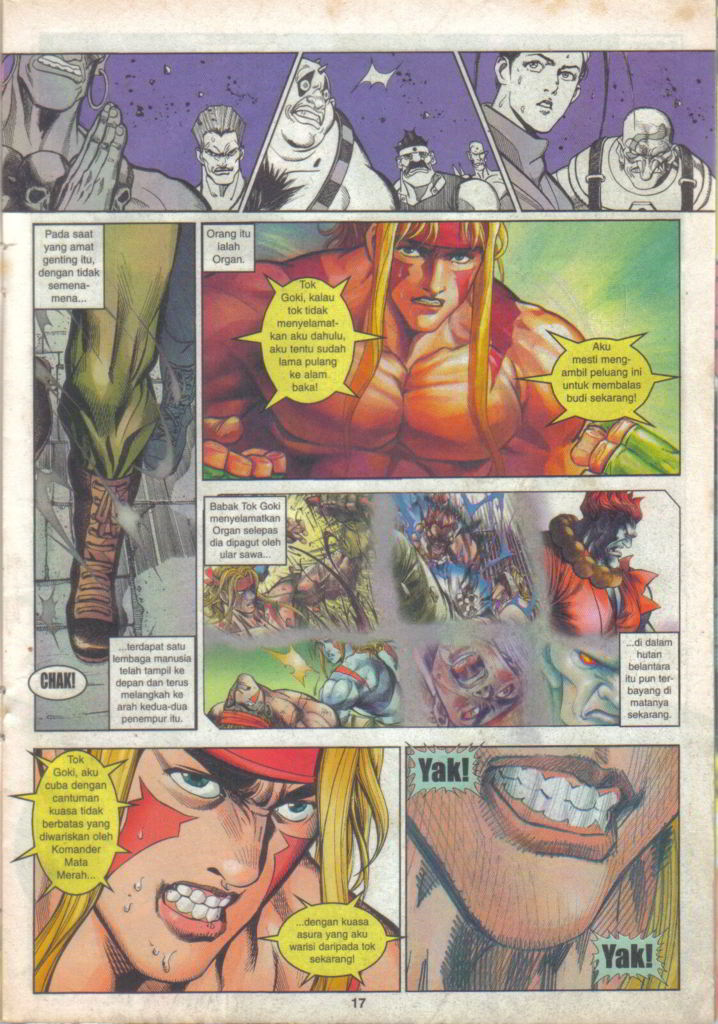 Pada saat
yang amat
genting itu,
dengan tidak
semena-
mena...
...terdapat satu
lembaga manusia
telah tampil ke
depan dan terus
melangkah ke
arah kedua-dua
penempur itu.
CHAK!
Orang itu
ialah
Organ.
Tok
Goki, kalau
tok tidak
menyelamat-
kan aku dahulu,
aku tentu sudah
lama pulang
ke alam
baka!
Aku
mesti meng-
ambil peluang ini
untuk membalas
budi sekarang!
Babak Tok Goki
menyelamatkan
Organ selepas
dia dipagut oleh
ular sawa...
...di dalam
hutan
belantara
itu pun ter-
bayang di
matanya
sekarang.
Tok
Goki, aku
cuba dengan
cantuman
kuasa tidak
berbatas yang
diwariskan oleh
Komander
Mata
Merah...
...dengan kuasa
asura yang aku
warisi daripada tok
sekarang!
Yak!
Yak!
17